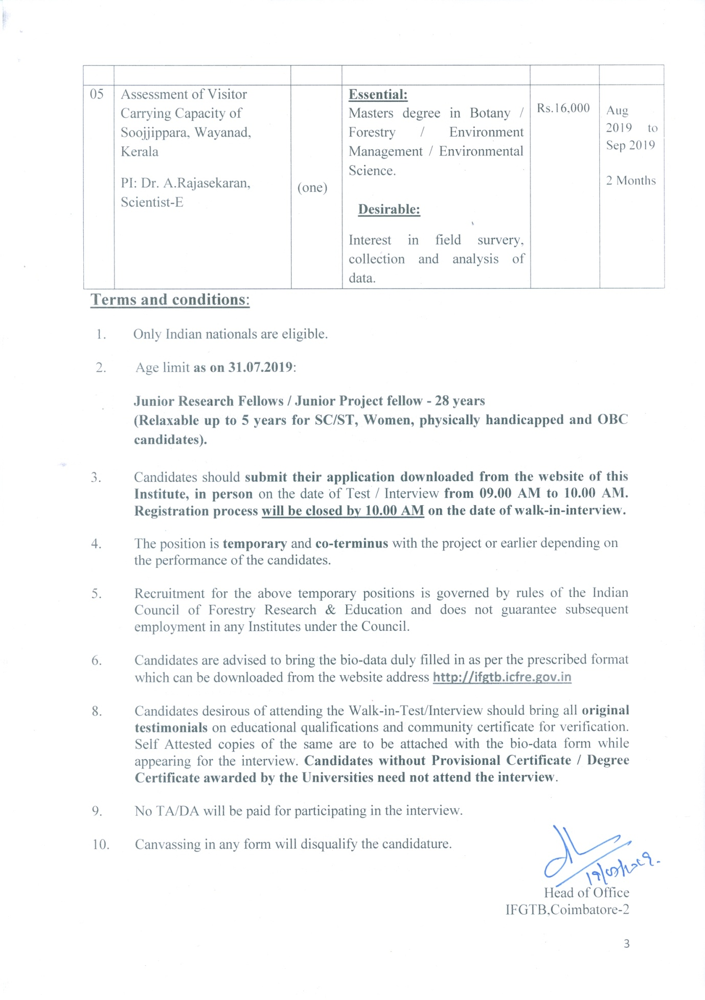 05 Assessment of Visitor
Carrying Capacity of
Soojjippara, Wayanad,
Kerala
PI: Dr. A.Rajasekaran,
Scientist-E
(one)
Essential:
Masters degree in Botany /
Forestry / Environment
Management / Environmental
Science.
Desirable:
Interest in field survery,
collection and analysis of
data.
Rs.16,000
Aug
2019 to
Sep 2019
2 Months
Terms and conditions:
1. Only Indian nationals are eligible.
2. Age limit as on 31.07.2019:
Junior Research Fellows / Junior Project fellow - 28 years
(Relaxable up to 5 years for SC/ST, Women, physically handicapped and OBC
candidates).
3. Candidates should submit their application downloaded from the website of this
Institute, in person on the date of Test / Interview from 09.00 AM to 10.00 AM.
Registration process will be closed by 10.00 AM on the date of walk-in-interview.
4. The position is temporary and co-terminus with the project or earlier depending on
the performance of the candidates.
5. Recruitment for the above temporary positions is governed by rules of the Indian
Council of Forestry Research & Education and does not guarantee subsequent
employment in any Institutes under the Council.
6. Candidates are advised to bring the bio-data duly filled in as per the prescribed format
which can be downloaded from the website address http://ifgtb.icfre.gov.in
8. Candidates desirous of attending the Walk-in-Test/Interview should bring all original
testimonials on educational qualifications and community certificate for verification.
Self Attested copies of the same are to be attached with the bio-data form while
appearing for the interview. Candidates without Provisional Certificate / Degree
Certificate awarded by the Universities need not attend the interview.
9. No TA/DA will be paid for participating in the interview.
10. Canvassing in any form will disqualify the candidature.
Head of Office
IFGTB,Coimbatore-2
3